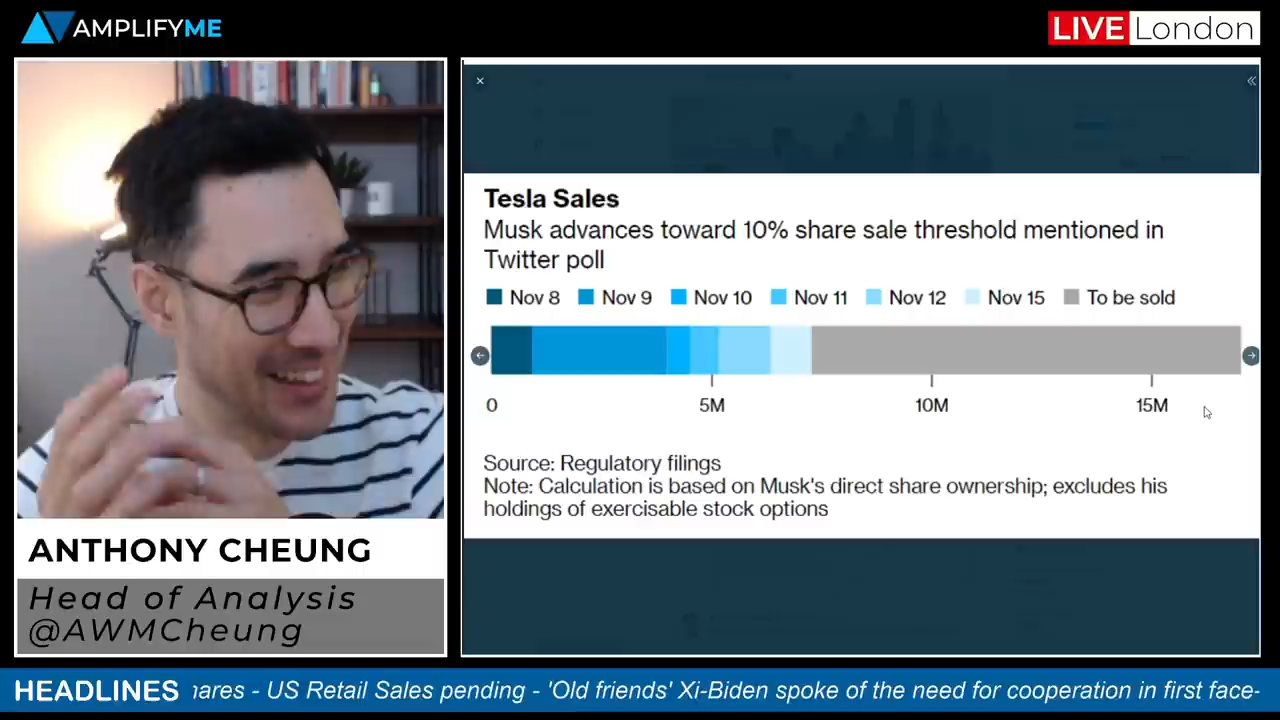 AMPLIFYME
LIVE London
Tesla Sales
Musk advances toward 10% share sale threshold mentioned in
Twitter poll
Nov 8 Nov 9 Nov 10 Nov 11 Nov 12 Nov 15 To be sold
0 5M 10M 15M
Source: Regulatory filings
Note: Calculation is based on Musk's direct share ownership; excludes his
holdings of exercisable stock options
ANTHONY CHEUNG
Head of Analysis
@AWMCheung
HEADLINES ares - US Retail Sales pending - 'Old friends' Xi-Biden spoke of the need for cooperation in first face-